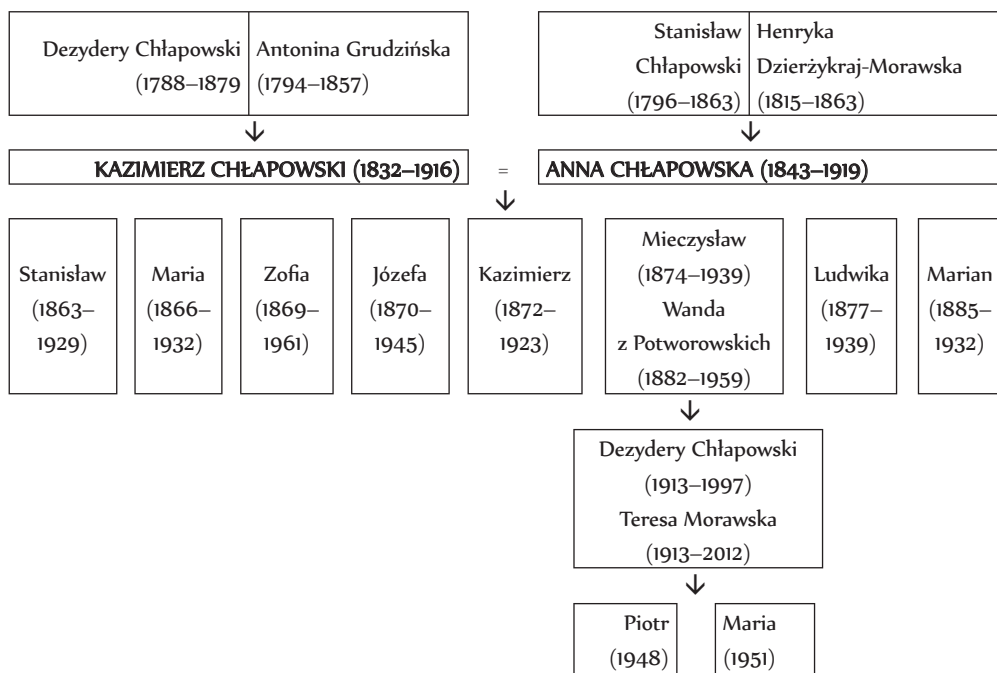 Dezydery Chłapowski
(1788–1879
Antonina Grudzińska
(1794–1857)
Stanisław
Chłapowski
(1796–1863)
Henryka
Dzierżykraj-Morawska
(1815–1863)
KAZIMIERZ CHŁAPOWSKI (1832–1916)
=
ANNA CHŁAPOWSKA (1843–1919)
Stanisław
(1863–
1929)
Maria
(1866–
1932)
Zofia
(1869–
1961)
Józefa
(1870–
1945)
Kazimierz
(1872–
1923)
Mieczysław
(1874–1939)
Wanda
z Potworowskich
(1882–1959)
Ludwika
(1877–
1939)
Marian
(1885–
1932)
Dezydery Chłapowski
(1913–1997)
Teresa Morawska
(1913–2012)
Piotr
(1948)
Maria
(1951)